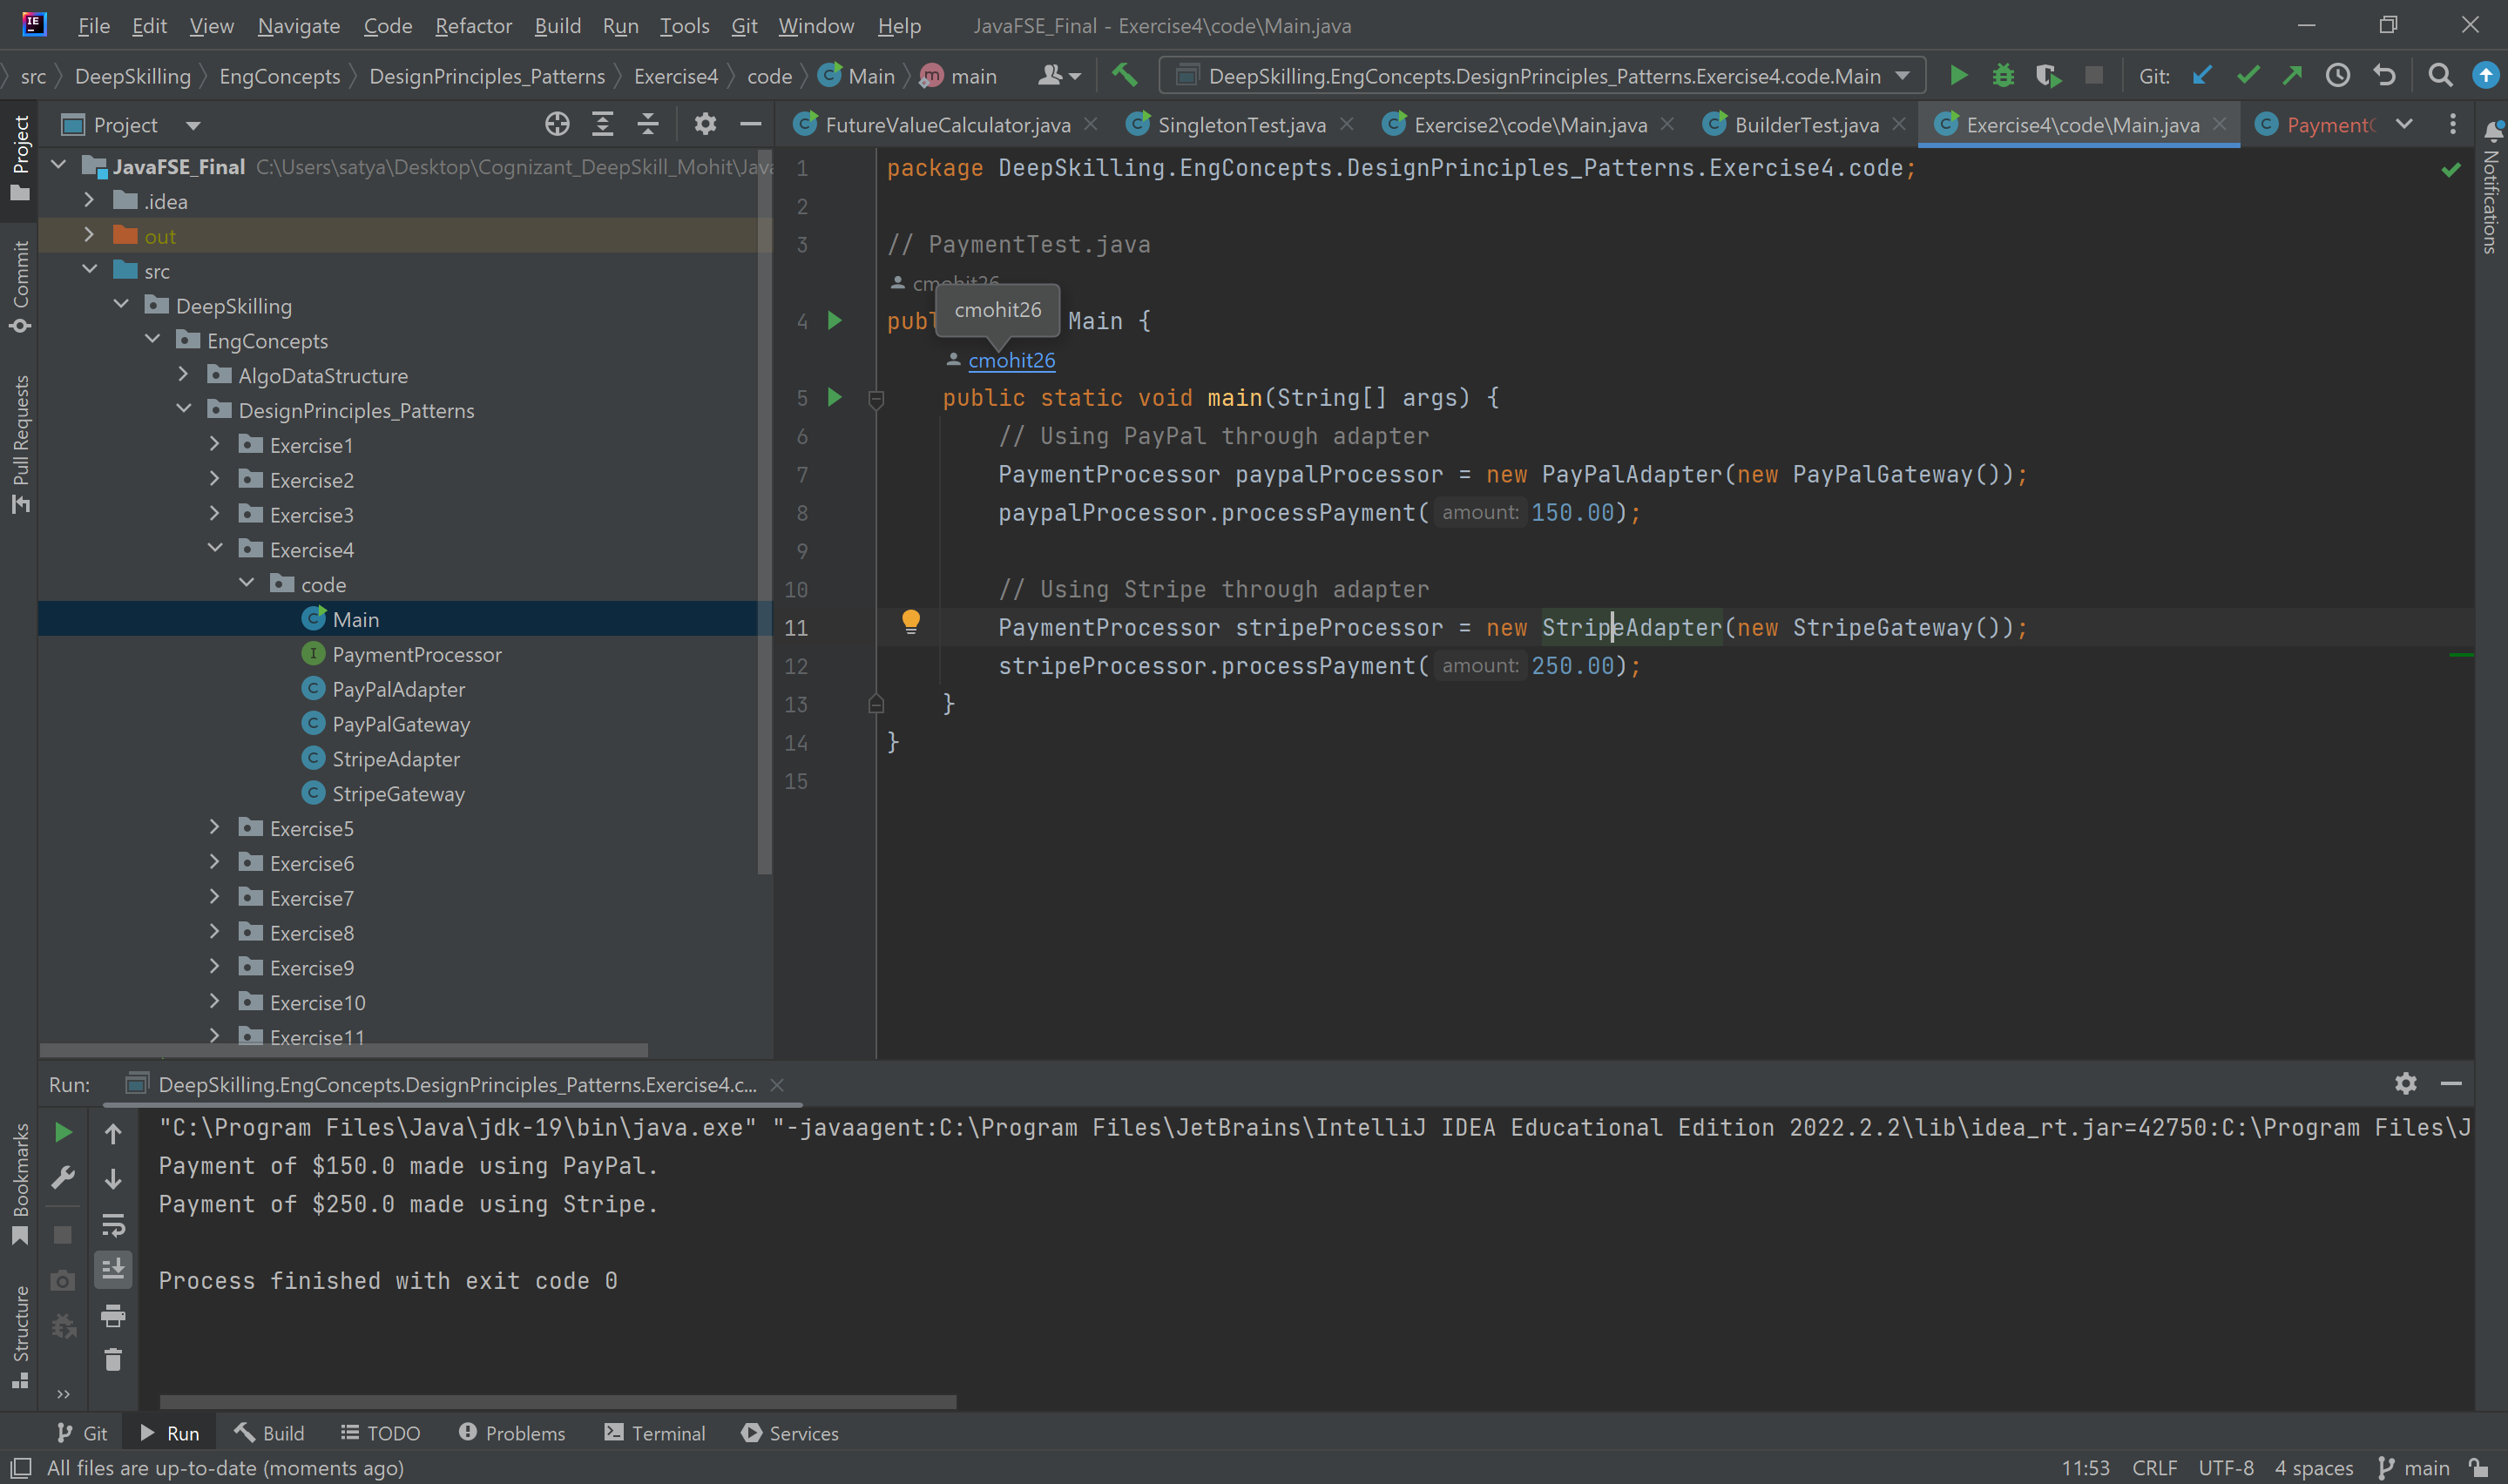 File Edit View Navigate Code Refactor Build Run Tools Git Window Help JavaFSE_Final - Exercise4\code\Main.java
src DeepSkilling EngConcepts DesignPrinciples_Patterns Exercise4 code Main m main DeepSkilling.EngConcepts.DesignPrinciples_Patterns.Exercise4.code.Main Git:
Project
Commit
Pull Requests
Bookmarks
Structure
Notifications
Project
FutureValueCalculator.java SingletonTest.java Exercise2\code\Main.java BuilderTest.java Exercise4\code\Main.java
JavaFSE_Final C:\Users\satya\Desktop\Cognizant_DeepSkill_Mohit\Java
.idea
out
src
DeepSkilling
EngConcepts
AlgoDataStructure
DesignPrinciples_Patterns
Exercise1
Exercise2
Exercise3
Exercise4
code
Main
PaymentProcessor
PayPalAdapter
PayPalGateway
StripeAdapter
StripeGateway
Exercise5
Exercise6
Exercise7
Exercise8
Exercise9
Exercise10
Exercise11
1 package DeepSkilling.EngConcepts.DesignPrinciples_Patterns.Exercise4.code;
2
3 // PaymentTest.java
cmohit26
cmohit26
4 Main {
cmohit26
5 public static void main(String[] args) {
6 // Using PayPal through adapter
7 PaymentProcessor paypalProcessor = new PayPalAdapter(new PayPalGateway());
8 paypalProcessor.processPayment( amount: 150.00);
9
10 // Using Stripe through adapter
11 PaymentProcessor stripeProcessor = new StripeAdapter(new StripeGateway());
12 stripeProcessor.processPayment( amount: 250.00);
13 }
14 }
15
Run: DeepSkilling.EngConcepts.DesignPrinciples_Patterns.Exercise4.c...
"C:\Program Files\Java\jdk-19\bin\java.exe" "-javaagent:C:\Program Files\JetBrains\IntelliJ IDEA Educational Edition 2022.2.2\lib\idea_rt.jar=42750:C:\Program Files\J
Payment of $150.0 made using PayPal.
Payment of $250.0 made using Stripe.
Process finished with exit code 0
Git Run Build TODO Problems Terminal Services
All files are up-to-date (moments ago) 11:53 CRLF UTF-8 4 spaces main